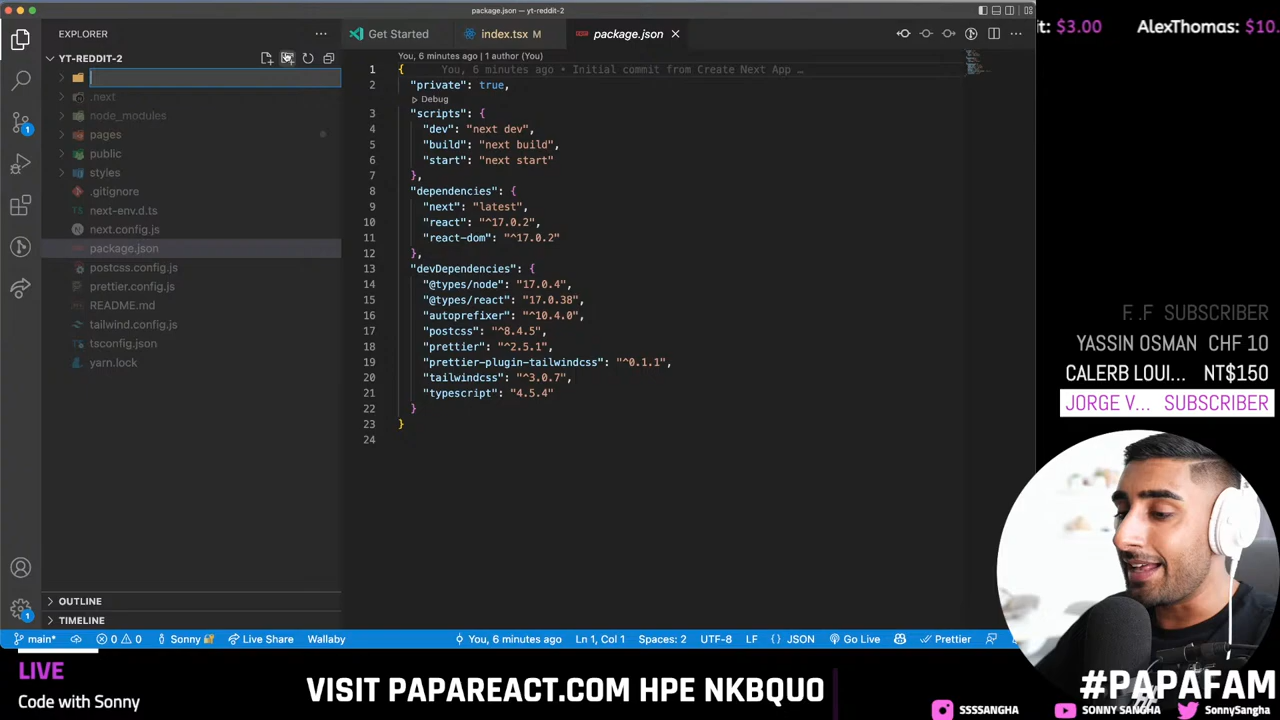 package.json — yt-reddit-2
EXPLORER
YT-REDDIT-2
.next
node_modules
pages
public
styles
.gitignore
next-env.d.ts
next.config.js
package.json
postcss.config.js
prettier.config.js
README.md
tailwind.config.js
tsconfig.json
yarn.lock
OUTLINE
TIMELINE
Get Started
index.tsx M
package.json
You, 6 minutes ago | 1 author (You)
1 { You, 6 minutes ago • Initial commit from Create Next App …
2 "private": true,
Debug
3 "scripts": {
4 "dev": "next dev",
5 "build": "next build",
6 "start": "next start"
7 },
8 "dependencies": {
9 "next": "latest",
10 "react": "^17.0.2",
11 "react-dom": "^17.0.2"
12 },
13 "devDependencies": {
14 "@types/node": "17.0.4",
15 "@types/react": "17.0.38",
16 "autoprefixer": "^10.4.0",
17 "postcss": "^8.4.5",
18 "prettier": "^2.5.1",
19 "prettier-plugin-tailwindcss": "^0.1.1",
20 "tailwindcss": "^3.0.7",
21 "typescript": "4.5.4"
22 }
23 }
24
1
1
main* 0 0 Sonny Live Share Wallaby You, 6 minutes ago Ln 1, Col 1 Spaces: 2 UTF-8 LF {} JSON Go Live Prettier
it: $3.00 AlexThomas: $10.
F. .F SUBSCRIBER
YASSIN OSMAN CHF 10
CALERB LOUI... NT$150
JORGE V... SUBSCRIBER
LIVE
Code with Sonny
VISIT PAPAREACT.COM HPE NKBQUO
#PAPAFAM
SSSSANGHA SONNY SANGHA SonnySangha